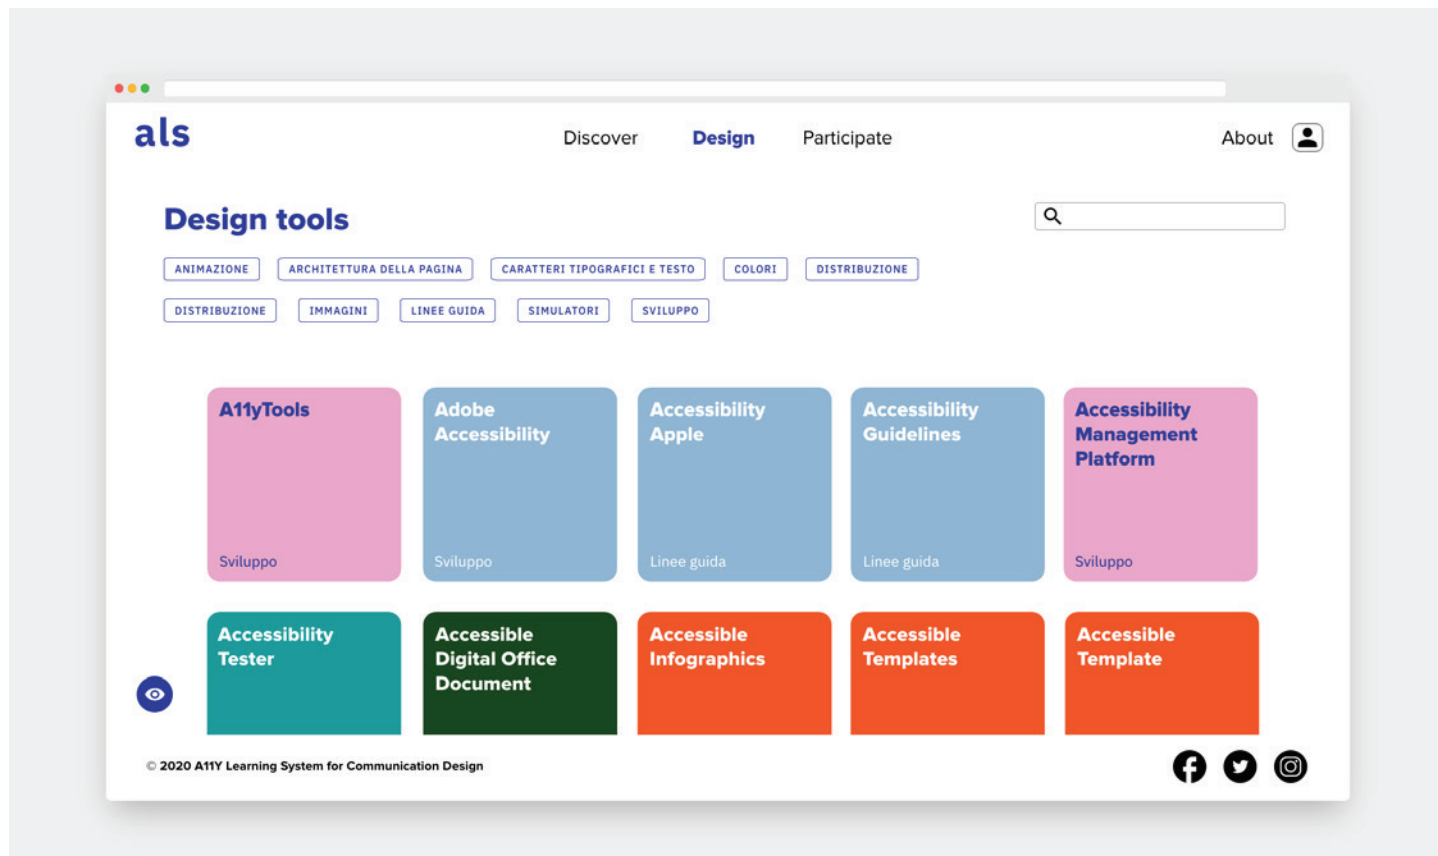 als
Discover Design Participate About
Design tools
ANIMAZIONE ARCHITETTURA DELLA PAGINA CARATTERI TIPOGRAFICI E TESTO COLORI DISTRIBUZIONE
DISTRIBUZIONE IMMAGINI LINEE GUIDA SIMULATORI SVILUPPO
A11yTools
Sviluppo
Adobe
Accessibility
Sviluppo
Accessibility
Apple
Linee guida
Accessibility
Guidelines
Linee guida
Accessibility
Management
Platform
Sviluppo
Accessibility
Tester
Accessible
Digital Office
Document
Accessible
Infographics
Accessible
Templates
Accessible
Template
© 2020 A11Y Learning System for Communication Design